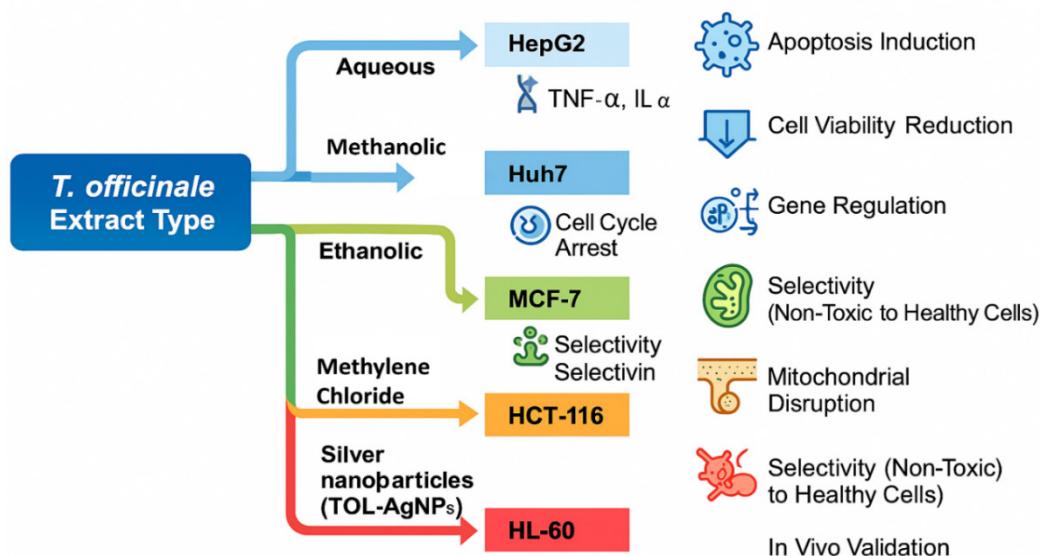 T. officinale
Extract Type
Aqueous
Methanolic
Ethanolic
Methylene
Chloride
Silver
nanoparticles
(TOL-AgNPs)
HepG2
TNF-α, IL α
Huh7
Cell Cycle
Arrest
MCF-7
Selectivity
Selectivin
HCT-116
HL-60
Apoptosis Induction
Cell Viability Reduction
Gene Regulation
Selectivity
(Non-Toxic to Healthy Cells)
Mitochondrial
Disruption
Selectivity (Non-Toxic)
to Healthy Cells)
In Vivo Validation